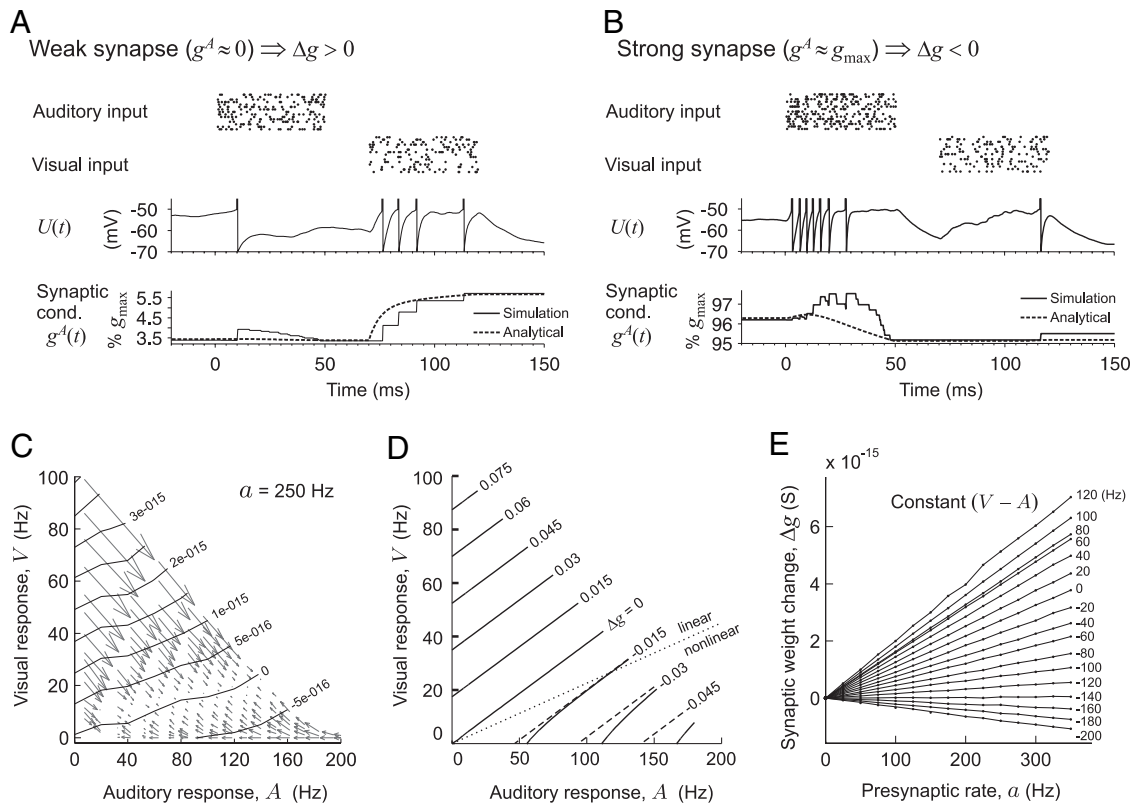 A
Weak synapse (g^A ≈ 0) ⇒ Δg > 0
Auditory input
Visual input
U(t)
(mV)
-50
-60
-70
Synaptic
cond.
g^A(t)
% g_max
5.5
4.5
3.5
Simulation
Analytical
0
50
100
150
Time (ms)
B
Strong synapse (g^A ≈ g_max) ⇒ Δg < 0
Auditory input
Visual input
U(t)
(mV)
-50
-60
-70
Synaptic
cond.
g^A(t)
% g_max
97
96
95
Simulation
Analytical
0
50
100
150
Time (ms)
C
Visual response, V (Hz)
100
80
60
40
20
0
a = 250 Hz
3e-015
2e-015
1e-015
5e-016
0
-5e-016
0
40
80
120
160
200
Auditory response, A (Hz)
D
Visual response, V (Hz)
100
80
60
40
20
0
0.075
0.06
0.045
0.03
0.015
Δg = 0
-0.015
-0.03
-0.045
linear
nonlinear
0
50
100
150
200
Auditory response, A (Hz)
E
x 10^-15
Synaptic weight change, Δg (S)
6
4
2
0
Constant (V − A)
120 (Hz)
100
80
60
40
20
0
-20
-40
-60
-80
-100
-120
-140
-160
-180
-200
0
100
200
300
Presynaptic rate, a (Hz)